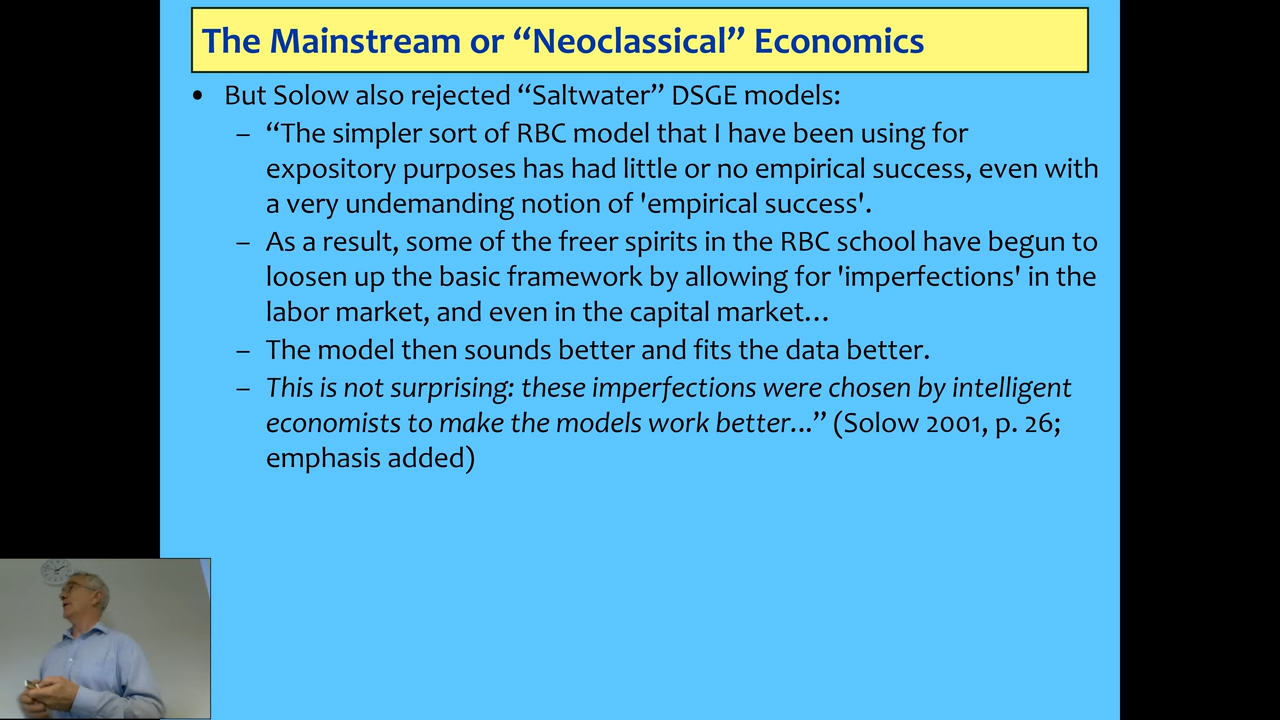 The Mainstream or “Neoclassical” Economics
• But Solow also rejected “Saltwater” DSGE models:
– “The simpler sort of RBC model that I have been using for
expository purposes has had little or no empirical success, even with
a very undemanding notion of 'empirical success'.
– As a result, some of the freer spirits in the RBC school have begun to
loosen up the basic framework by allowing for 'imperfections' in the
labor market, and even in the capital market…
– The model then sounds better and fits the data better.
– This is not surprising: these imperfections were chosen by intelligent
economists to make the models work better...” (Solow 2001, p. 26;
emphasis added)